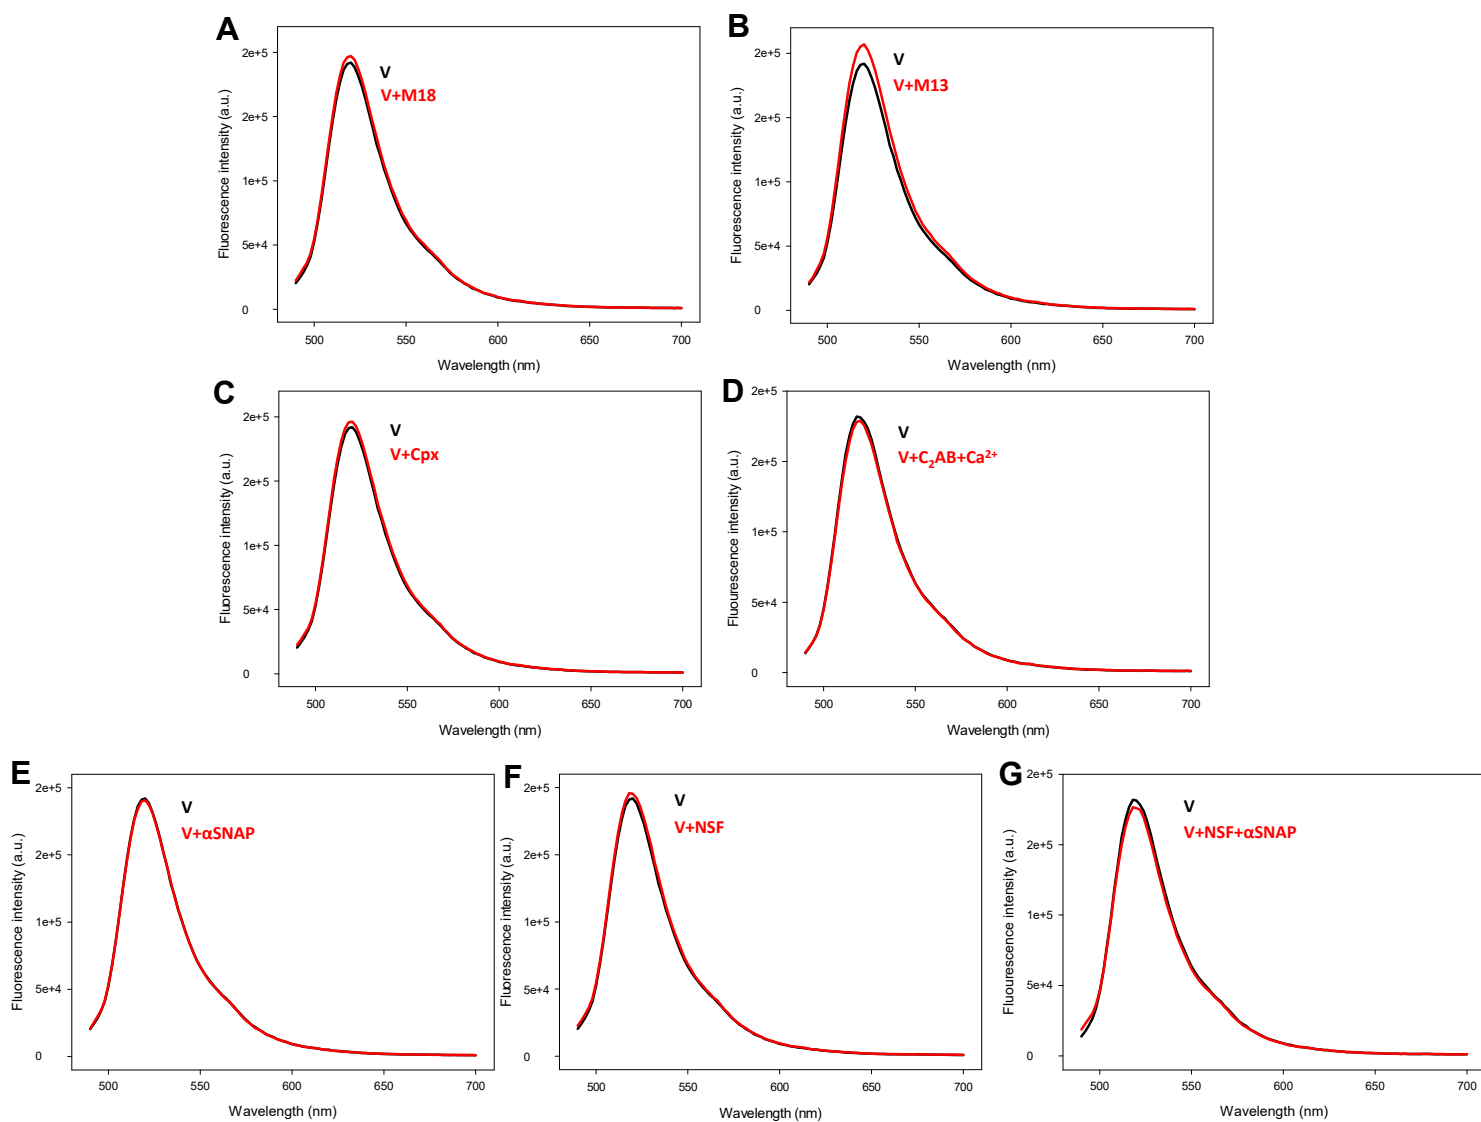 A
Fluorescence intensity (a.u.)
2e+5
2e+5
1e+5
5e+4
0
V
V+M18
500
550
600
650
700
Wavelength (nm)
B
Fluorescence intensity (a.u.)
2e+5
2e+5
1e+5
5e+4
0
V
V+M13
500
550
600
650
700
Wavelength (nm)
C
Fluorescence intensity (a.u.)
2e+5
2e+5
1e+5
5e+4
0
V
V+Cpx
500
550
600
650
700
Wavelength (nm)
D
Fluourescence intensity (a.u.)
2e+5
2e+5
1e+5
5e+4
0
V
V+C₂AB+Ca²⁺
500
550
600
650
700
Wavelength (nm)
E
Fluorescence intensity (a.u.)
2e+5
2e+5
1e+5
5e+4
0
V
V+αSNAP
500
550
600
650
700
Wavelength (nm)
F
Fluorescence intensity (a.u.)
2e+5
2e+5
1e+5
5e+4
0
V
V+NSF
500
550
600
650
700
Wavelength (nm)
G
Fluourescence intensity (a.u.)
2e+5
2e+5
1e+5
5e+4
0
V
V+NSF+αSNAP
500
550
600
650
700
Wavelength (nm)